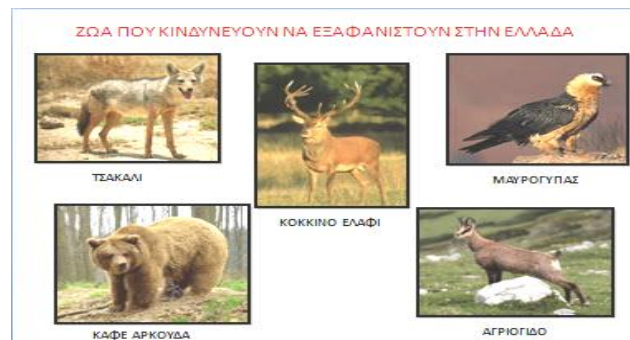 ΖΩΑ ΠΟΥ ΚΙΝΔΥΝΕΥΟΥΝ ΝΑ ΕΞΑΦΑΝΙΣΤΟΥΝ ΣΤΗΝ ΕΛΛΑΔΑ
ΤΣΑΚΑΛΙ
ΚΟΚΚΙΝΟ ΕΛΑΦΙ
ΜΑΥΡΟΓΥΠΑΣ
ΚΑΦΕ ΑΡΚΟΥΔΑ
ΑΓΡΙΟΓΙΔΟ